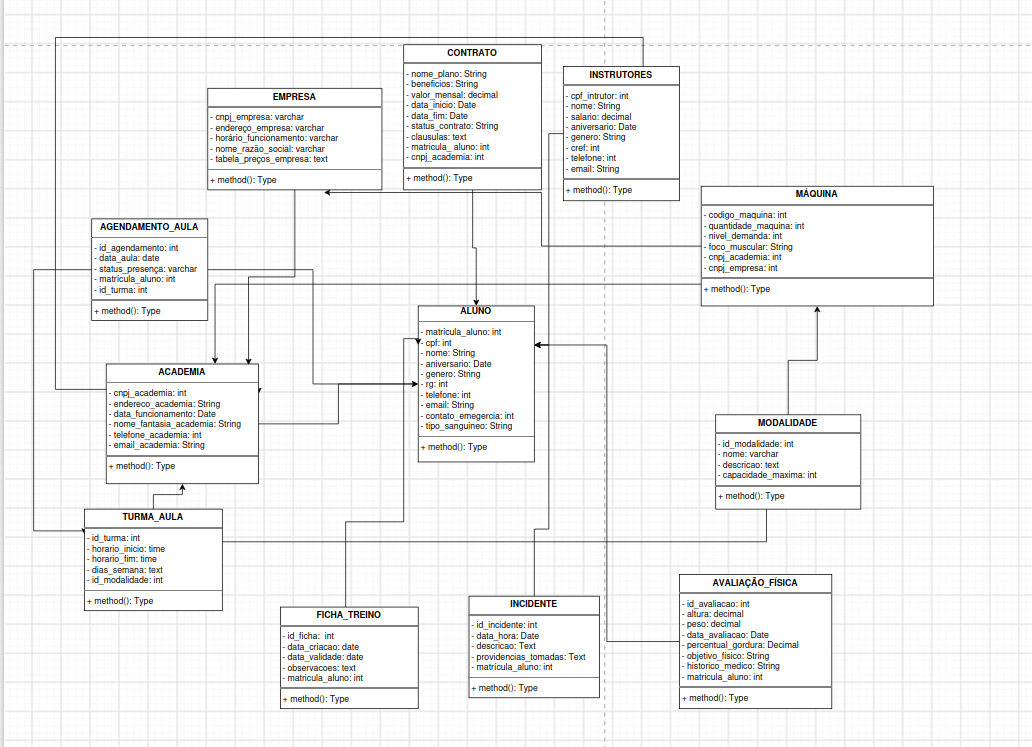 CONTRATO
- nome_plano: String
- beneficios: String
- valor_mensal: decimal
- data_inicio: Date
- data_fim: Date
- status_contrato: String
- clausulas: text
- matricula_ aluno: int
- cnpj_academia: int
+ method(): Type
INSTRUTORES
- cpf_intrutor: int
- nome: String
- salario: decimal
- aniversario: Date
- genero: String
- cref: int
- telefone: int
- email: String
+ method(): Type
EMPRESA
- cnpj_empresa: varchar
- endereço_empresa: varchar
- horário_funcionamento: varchar
- nome_razão_social: varchar
- tabela_preços_empresa: text
+ method(): Type
MÁQUINA
- codigo_maquina: int
- quantidade_maquina: int
- nivel_demanda: int
- foco_muscular: String
- cnpj_academia: int
- cnpj_empresa: int
+ method(): Type
AGENDAMENTO_AULA
- id_agendamento: int
- data_aula: date
- status_presença: varchar
- matricula_aluno: int
- id_turma: int
+ method(): Type
ALUNO
- matricula_aluno: int
- cpf: int
- nome: String
- aniversario: Date
- genero: String
- rg: int
- telefone: int
- email: String
- contato_emegercia: int
- tipo_sanguineo: String
+ method(): Type
ACADEMIA
- cnpj_academia: int
- endereco_academia: String
- data_funcionamento: Date
- nome_fantasia_academia: String
- telefone_academia: int
- email_academia: String
+ method(): Type
MODALIDADE
- id_modalidade: int
- nome: varchar
- descricao: text
- capacidade_maxima: int
+ method(): Type
TURMA_AULA
- id_turma: int
- horario_inicio: time
- horario_fim: time
- dias_semana: text
- id_modalidade: int
+ method(): Type
AVALIAÇÃO_FÍSICA
- id_avaliacao: int
- altura: decimal
- peso: decimal
- data_avaliacao: Date
- percentual_gordura: Decimal
- objetivo_fisico: String
- historico_medico: String
- matricula_aluno: int
+ method(): Type
INCIDENTE
- id_incidente: int
- data_hora: Date
- descricao: Text
- providencias_tomadas: Text
- matricula_aluno: int
+ method(): Type
FICHA_TREINO
- id_ficha:  int
- data_criacao: date
- data_validade: date
- observacoes: text
- matricula_aluno: int
+ method(): Type